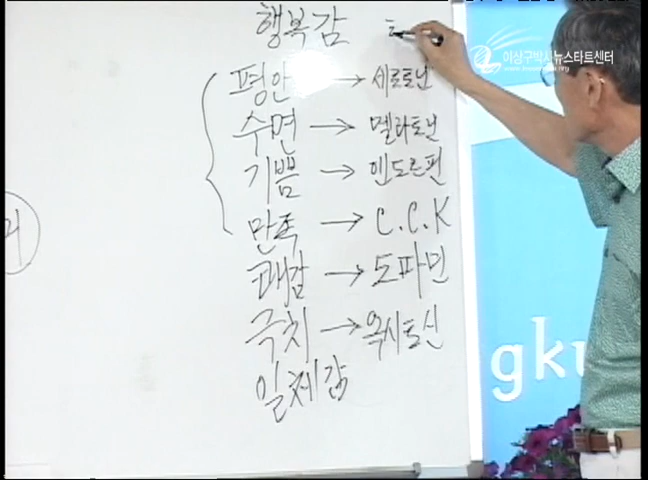 행복감
평안 → 세로토닌
수면 → 멜라토닌
기쁨 → 엔도르핀
만족 → C.C.K
쾌감 → 도파민
극치 → 옥시토신
일체감
이상구박사뉴스타트센터